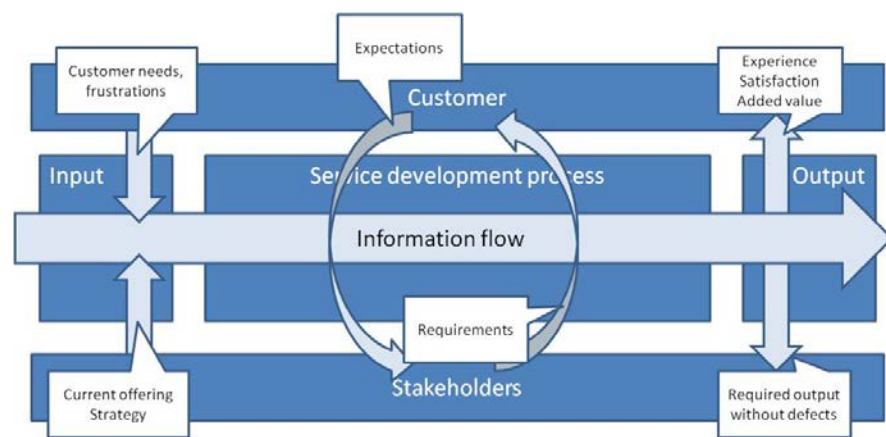 Expectations
Customer needs,
frustrations
Experience
Satisfaction
Added value
Customer
Input
Service development process
Output
Information flow
Requirements
Stakeholders
Current offering
Strategy
Required output
without defects